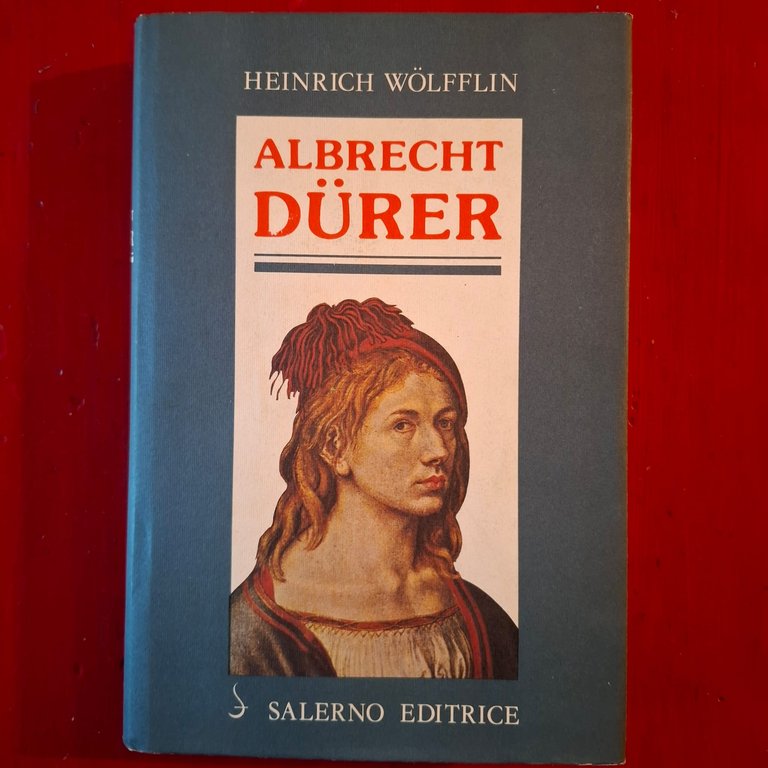 HEINRICH WÖLFFLIN
ALBRECHT
DÜRER
SALERNO EDITRICE